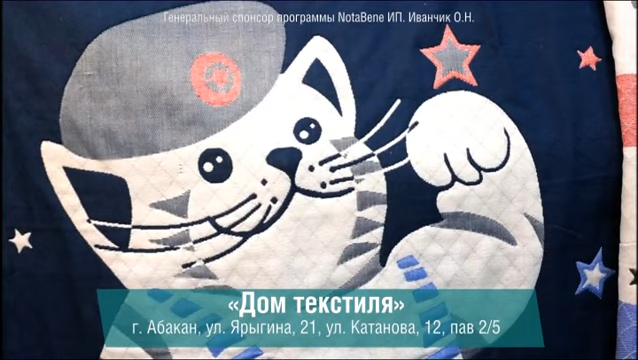 Генеральный спонсор программы NotaBene ИП. Иванчик О.Н.
«Дом текстиля»
г. Абакан, ул. Ярыгина, 21, ул. Катанова, 12, пав 2/5